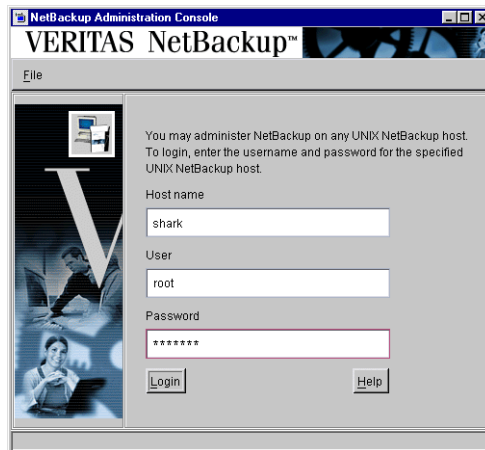 NetBackup Administration Console
VERITAS NetBackup™
File
You may administer NetBackup on any UNIX NetBackup host.
To login, enter the username and password for the specified
UNIX NetBackup host.
Host name
shark
User
root
Password
*******
Login Help